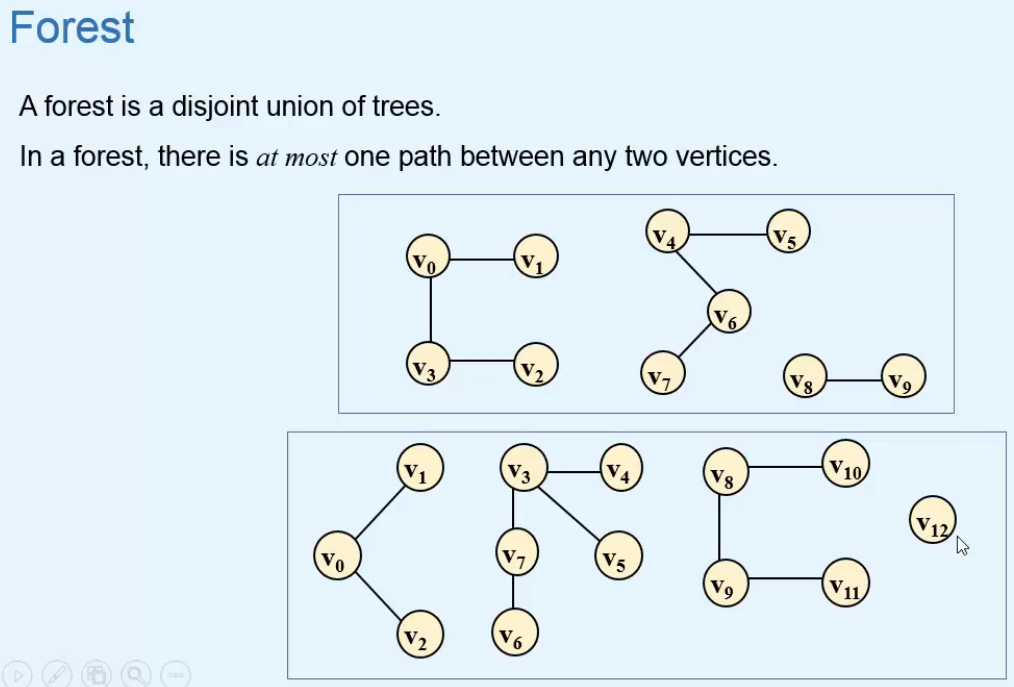 Forest
A forest is a disjoint union of trees.
In a forest, there is at most one path between any two vertices.
v4 v5
v0 v1
v6
v3 v2 v7 v8 v9
v1 v3 v4 v8 v10
v12
v0 v7 v5
v9 v11
v2 v6